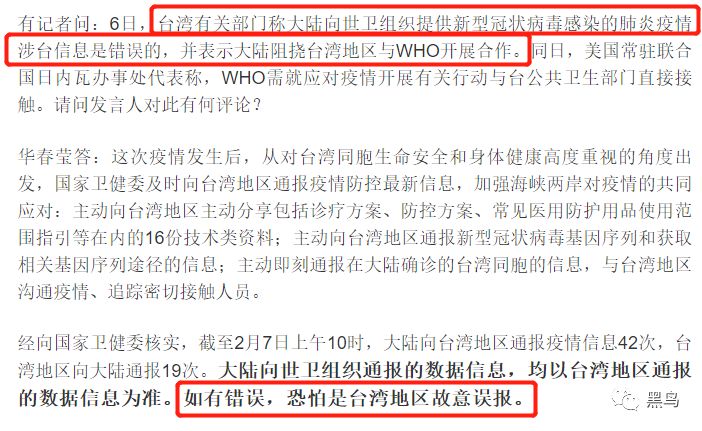 有记者问：6日，台湾有关部门称大陆向世卫组织提供新型冠状病毒感染的肺炎疫情
涉台信息是错误的，并表示大陆阻挠台湾地区与WHO开展合作。同日，美国常驻联合
国日内瓦办事处代表称，WHO需就应对疫情开展有关行动与台公共卫生部门直接接
触。请问发言人对此有何评论？
华春莹答：这次疫情发生后，从对台湾同胞生命安全和身体健康高度重视的角度出
发，国家卫健委及时向台湾地区通报疫情防控最新信息，加强海峡两岸对疫情的共同
应对：主动向台湾地区主动分享包括诊疗方案、防控方案、常见医用防护用品使用范
围指引等在内的16份技术类资料；主动向台湾地区通报新型冠状病毒基因序列和获取
相关基因序列途径的信息；主动即刻通报在大陆确诊的台湾同胞的信息，与台湾地区
沟通疫情、追踪密切接触人员。
经向国家卫健委核实，截至2月7日上午10时，大陆向台湾地区通报疫情信息42次，台
湾地区向大陆通报19次。大陆向世卫组织通报的数据信息，均以台湾地区通报
的数据信息为准。如有错误，恐怕是台湾地区故意误报。
黑鸟